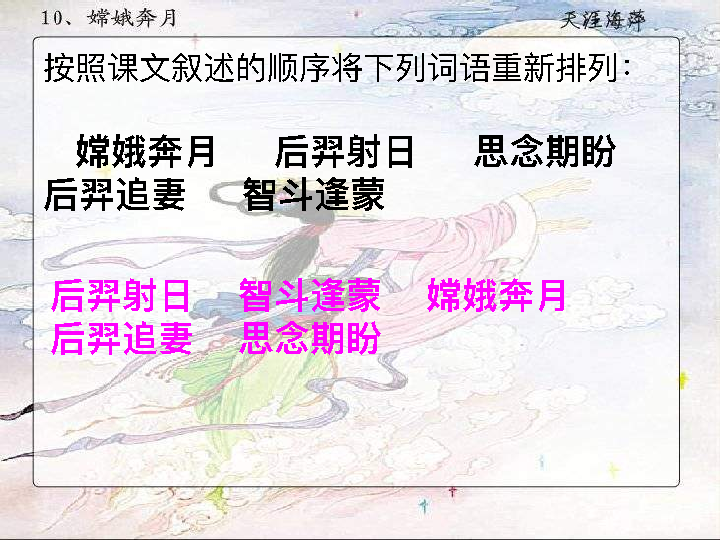 10、嫦娥奔月
天涯海萍
按照课文叙述的顺序将下列词语重新排列：
嫦娥奔月 后羿射日 思念期盼
后羿追妻 智斗逢蒙
后羿射日 智斗逢蒙 嫦娥奔月
后羿追妻 思念期盼